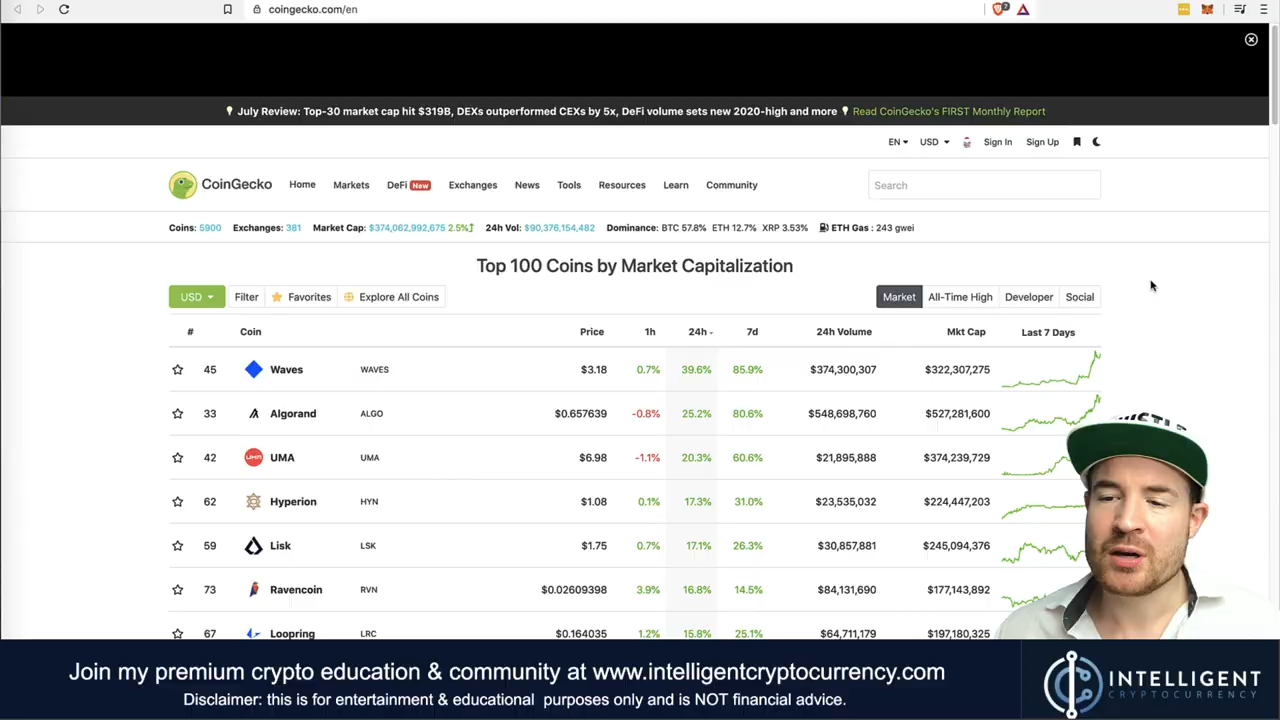 coingecko.com/en
July Review: Top-30 market cap hit $319B, DEXs outperformed CEXs by 5x, DeFi volume sets new 2020-high and more Read CoinGecko's FIRST Monthly Report
EN USD Sign In Sign Up
CoinGecko Home Markets DeFi New Exchanges News Tools Resources Learn Community Search
Coins: 5900 Exchanges: 381 Market Cap: $374,062,992,675 2.5% 24h Vol: $90,376,154,482 Dominance: BTC 57.8% ETH 12.7% XRP 3.53% ETH Gas: 243 gwei
Top 100 Coins by Market Capitalization
USD Filter Favorites Explore All Coins Market All-Time High Developer Social
# Coin Price 1h 24h 7d 24h Volume Mkt Cap Last 7 Days
45 Waves WAVES $3.18 0.7% 39.6% 85.9% $374,300,307 $322,307,275
33 Algorand ALGO $0.657639 -0.8% 25.2% 80.6% $548,698,760 $527,281,600
42 UMA UMA $6.98 -1.1% 20.3% 60.6% $21,895,888 $374,239,729
62 Hyperion HYN $1.08 0.1% 17.3% 31.0% $23,535,032 $224,447,203
59 Lisk LSK $1.75 0.7% 17.1% 26.3% $30,857,881 $245,094,376
73 Ravencoin RVN $0.02609398 3.9% 16.8% 14.5% $84,131,690 $177,143,892
67 Loopring LRC $0.164035 1.2% 15.8% 25.1% $64,711,179 $197,180,325
Join my premium crypto education & community at www.intelligentcryptocurrency.com
Disclaimer: this is for entertainment & educational purposes only and is NOT financial advice.
INTELLIGENT
CRYPTOCURRENCY